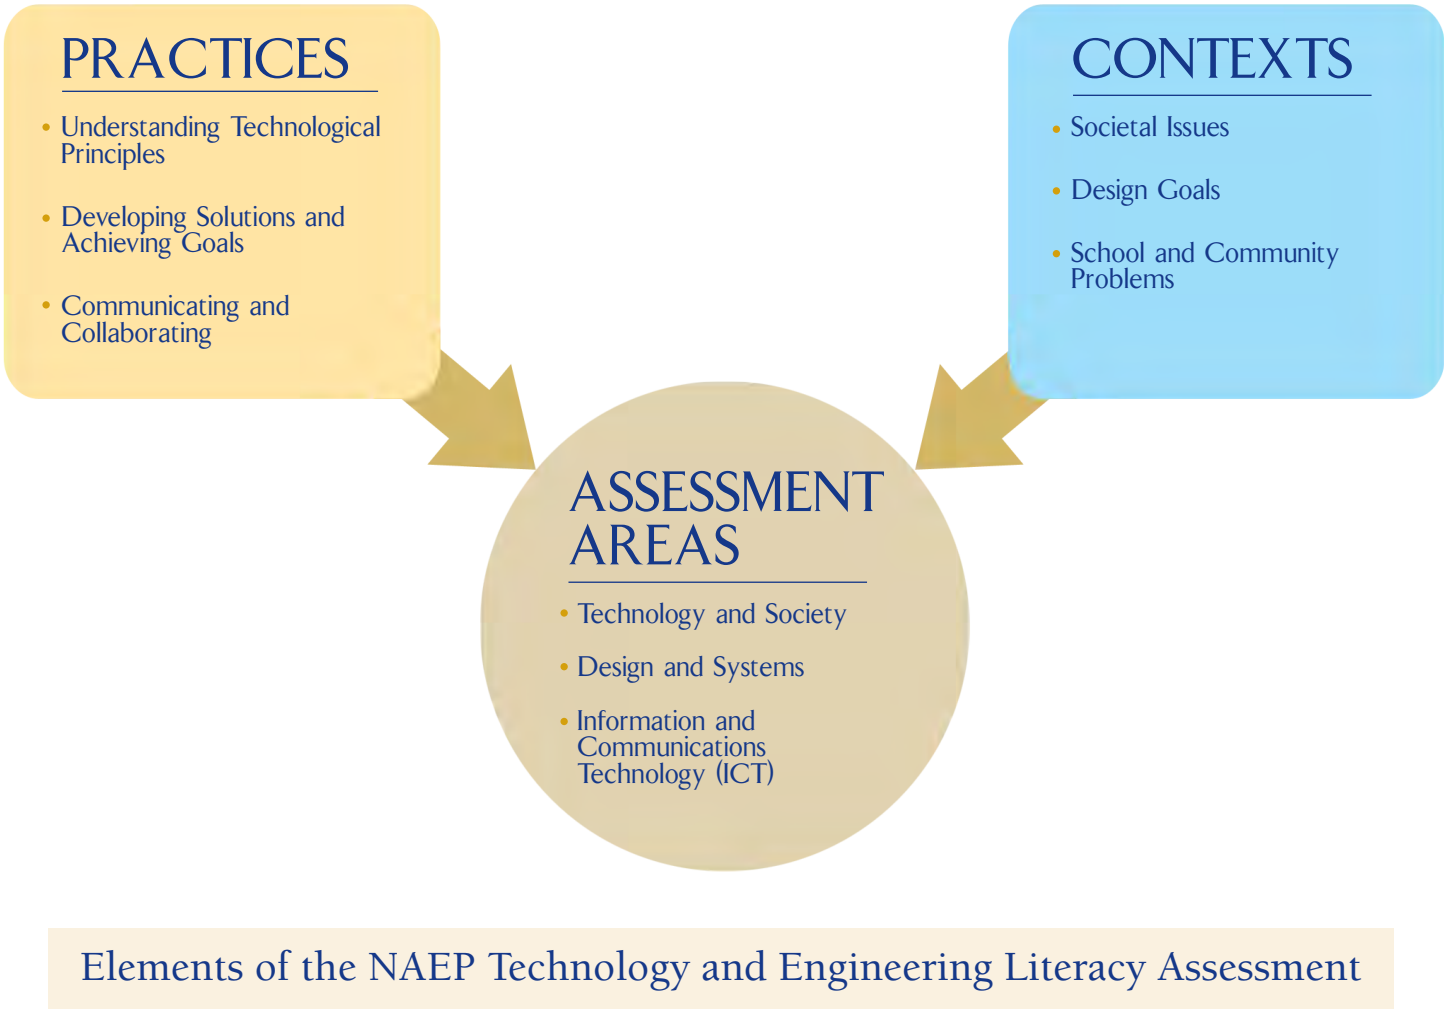 PRACTICES
• Understanding Technological
Principles
• Developing Solutions and
Achieving Goals
• Communicating and
Collaborating
CONTEXTS
• Societal Issues
• Design Goals
• School and Community
Problems
ASSESSMENT
AREAS
• Technology and Society
• Design and Systems
• Information and
Communications
Technology (ICT)
Elements of the NAEP Technology and Engineering Literacy Assessment